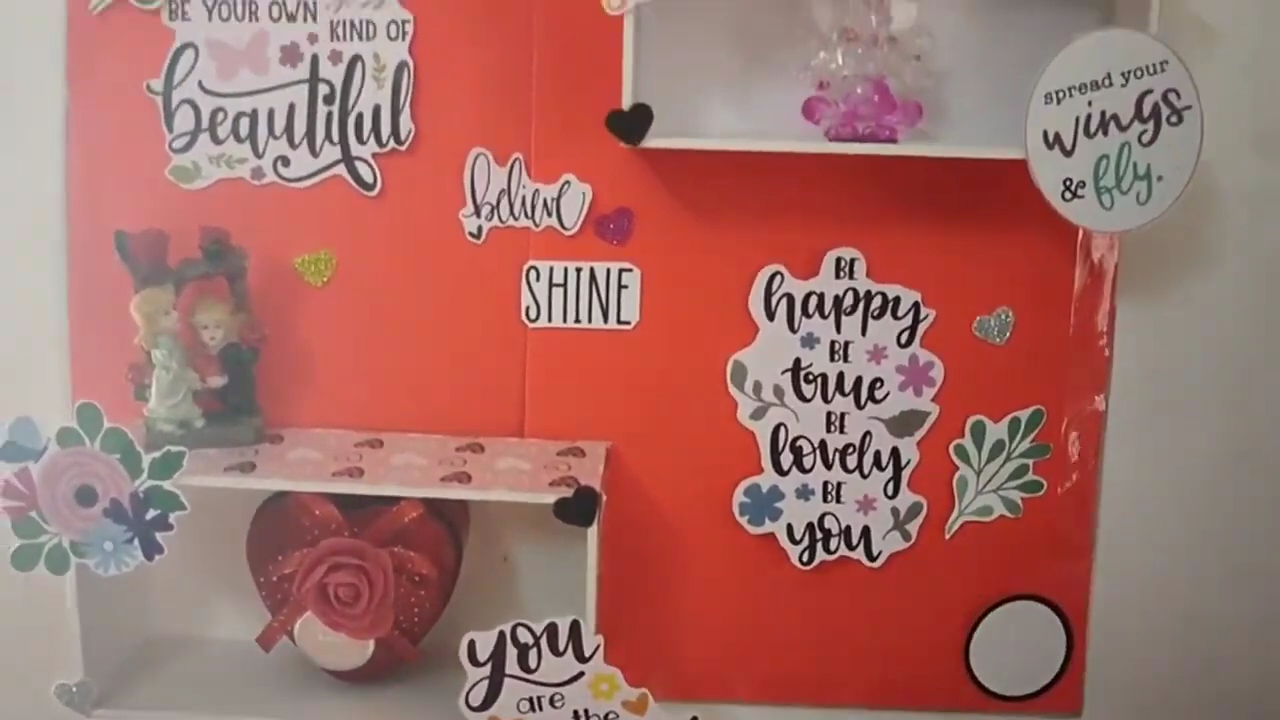 BE YOUR OWN
KIND OF
beautiful
believe
SHINE
spread your
wings
& fly.
BE
happy
BE
true
BE
lovely
BE
you
you
are
the